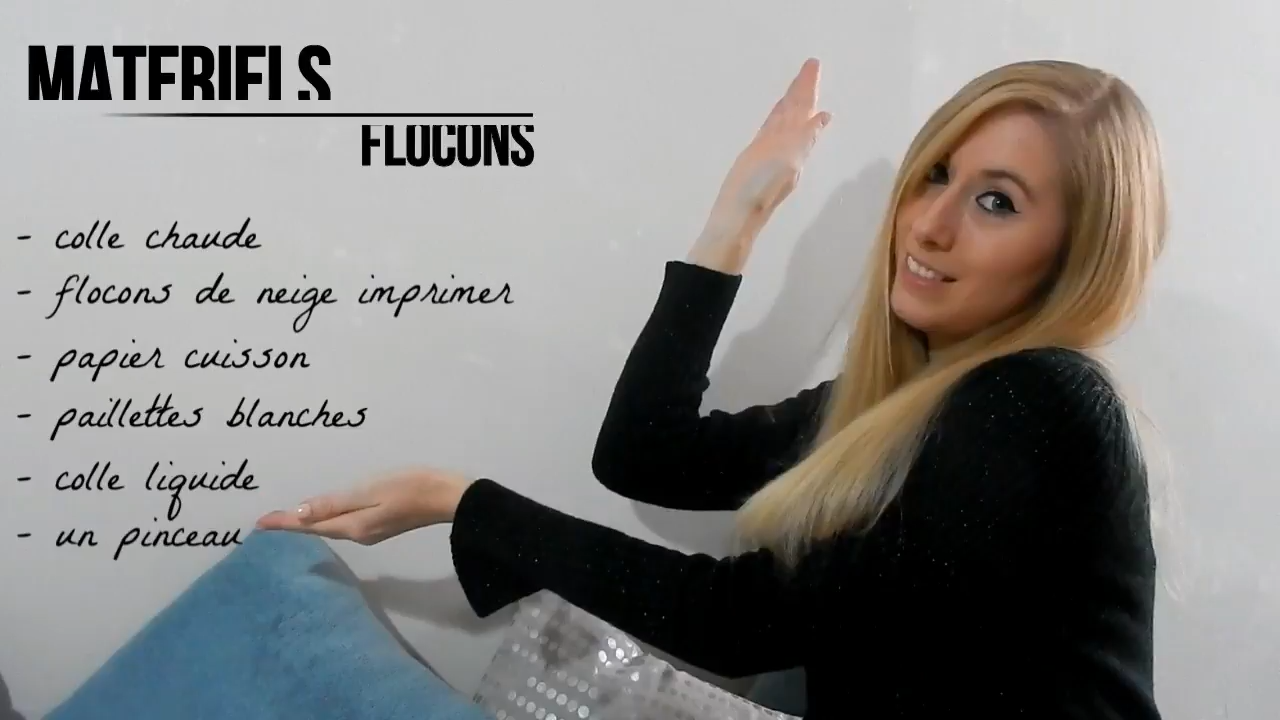 MATERIELS
FLOCONS
- colle chaude
- flocons de neige imprimer
- papier cuisson
- paillettes blanches
- colle liquide
- un pinceau